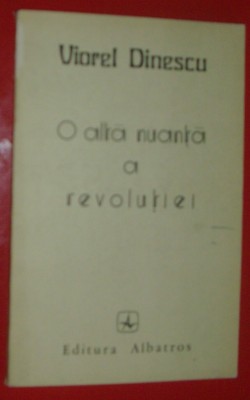 Viorel Dinescu
O altă nuanță
a
revoluției
Editura Albatros